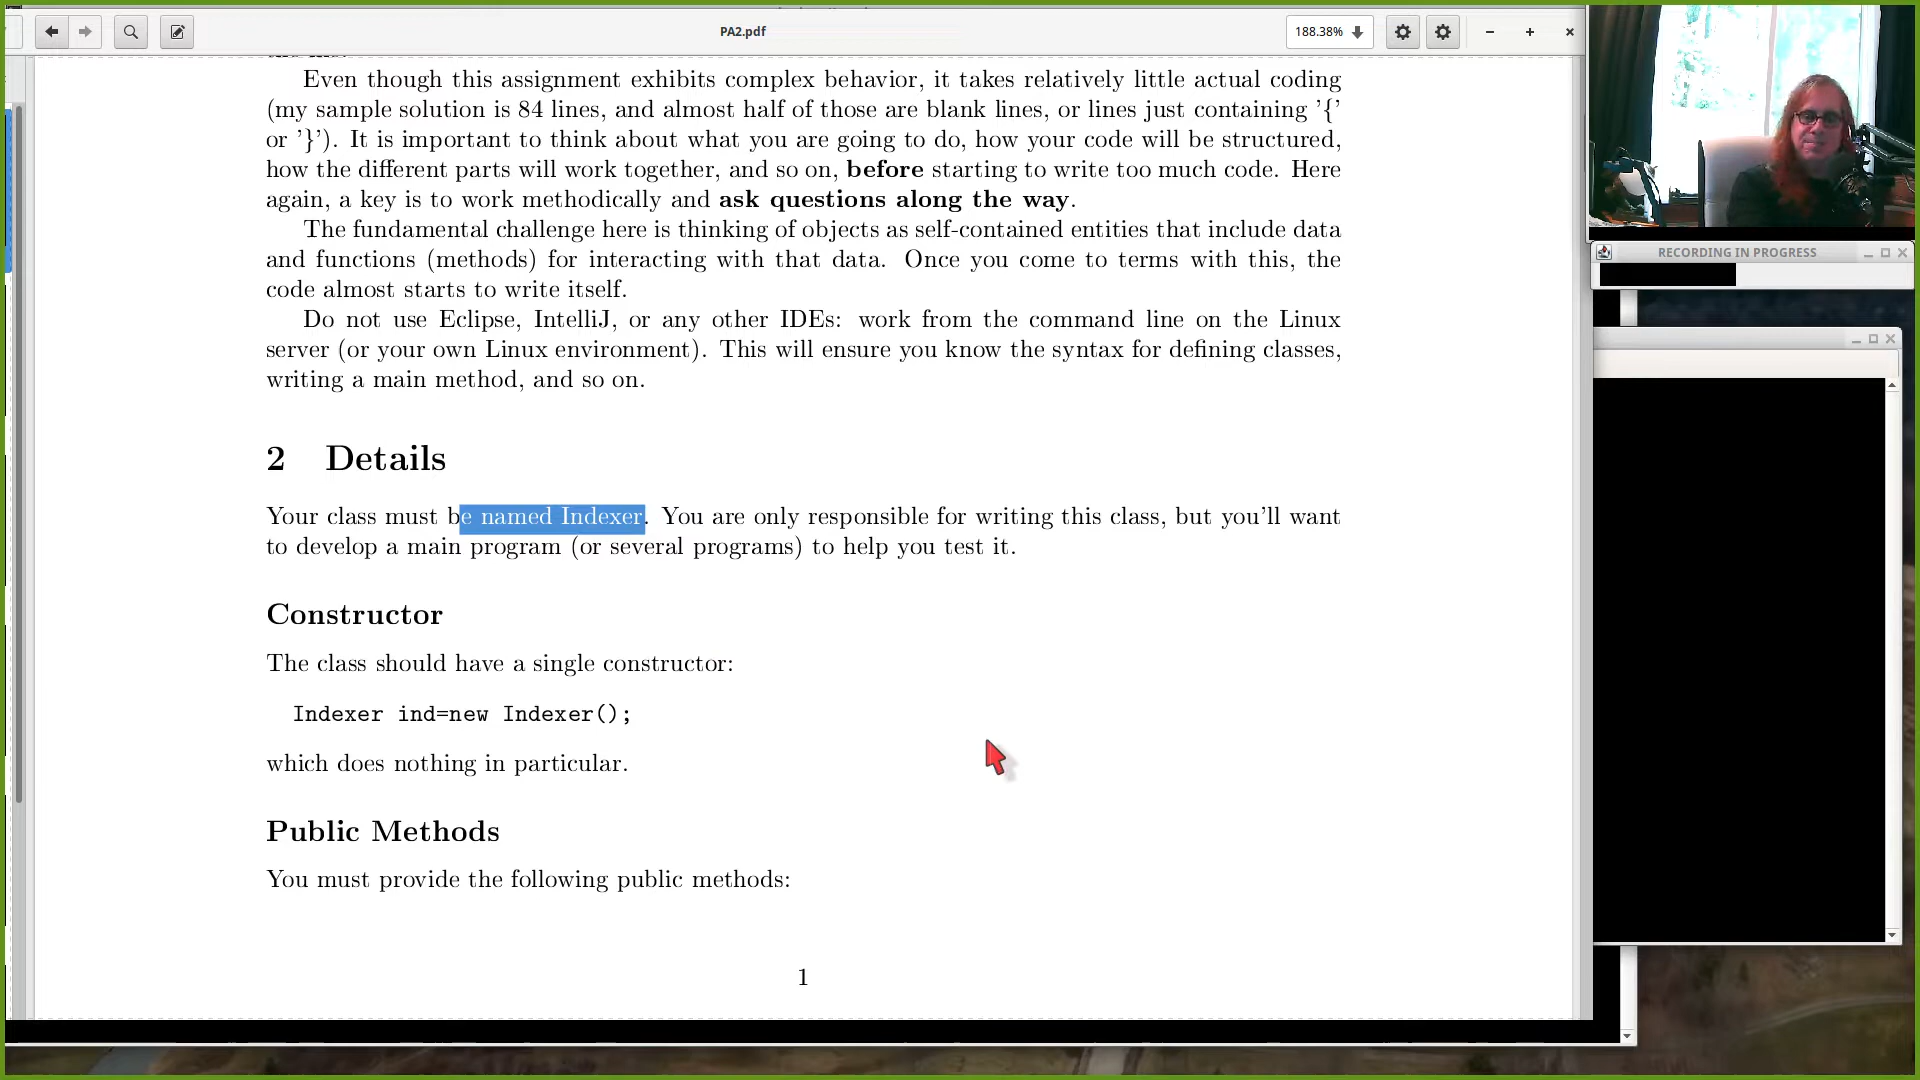 PA2.pdf
188.38%
Even though this assignment exhibits complex behavior, it takes relatively little actual coding
(my sample solution is 84 lines, and almost half of those are blank lines, or lines just containing '{'
or '}'). It is important to think about what you are going to do, how your code will be structured,
how the different parts will work together, and so on, before starting to write too much code. Here
again, a key is to work methodically and ask questions along the way.
The fundamental challenge here is thinking of objects as self-contained entities that include data
and functions (methods) for interacting with that data. Once you come to terms with this, the
code almost starts to write itself.
Do not use Eclipse, IntelliJ, or any other IDEs: work from the command line on the Linux
server (or your own Linux environment). This will ensure you know the syntax for defining classes,
writing a main method, and so on.
2 Details
Your class must be named Indexer. You are only responsible for writing this class, but you'll want
to develop a main program (or several programs) to help you test it.
Constructor
The class should have a single constructor:
Indexer ind=new Indexer();
which does nothing in particular.
Public Methods
You must provide the following public methods:
1
RECORDING IN PROGRESS